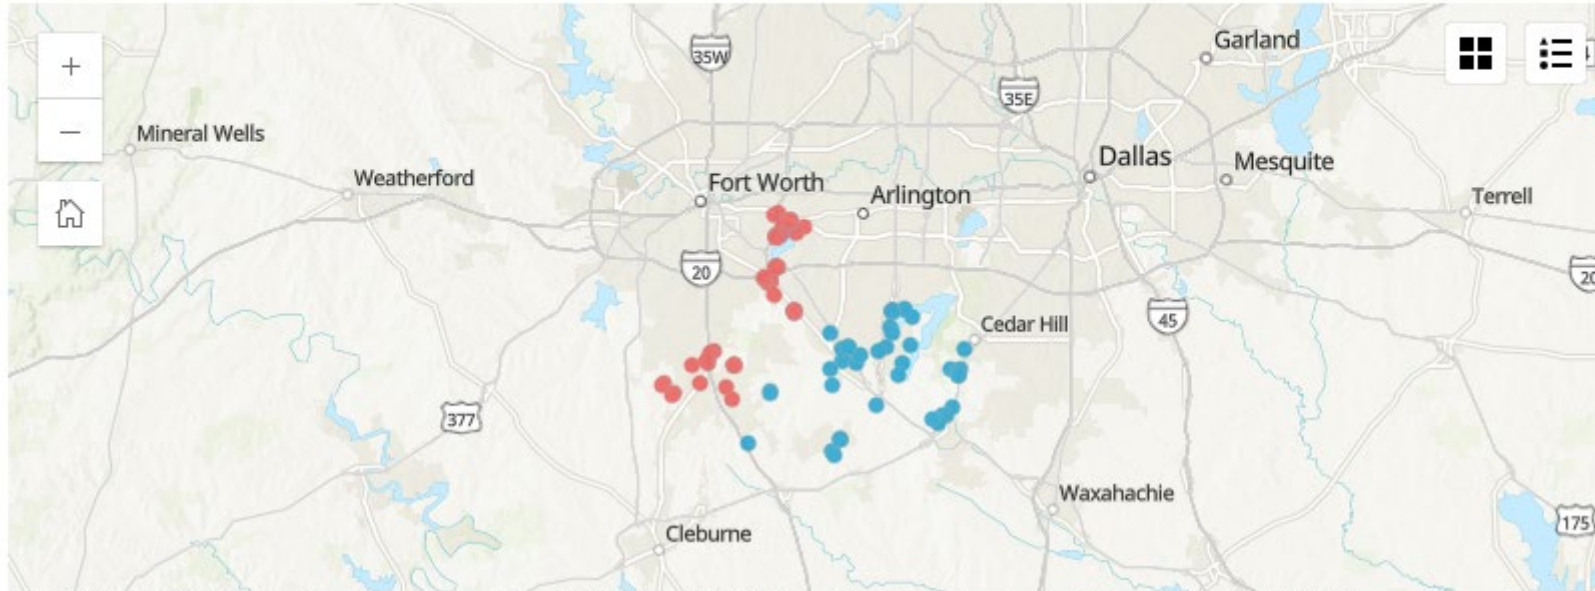 35W
Garland
35E
4
+
−
Mineral Wells
Weatherford
Fort Worth
Arlington
Dallas
Mesquite
Terrell
20
20
45
Cedar Hill
377
Waxahachie
175
Cleburne